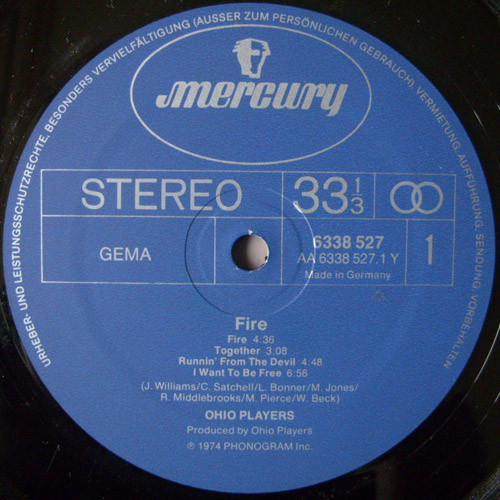 URHEBER- UND LEISTUNGSSCHUTZRECHTE, BESONDERS VERVIELFÄLTIGUNG (AUSSER ZUM PERSÖNLICHEN GEBRAUCH), VERMIETUNG, AUFFÜHRUNG, SENDUNG, VORBEHALTEN
mercury
STEREO
33 1/3
GEMA
6338 527
AA 6338 527.1 Y
Made in Germany
1
Fire
Fire 4:36
Together 3:08
Runnin' From The Devil 4:48
I Want To Be Free 6:56
(J. Williams/C. Satchell/L. Bonner/M. Jones/
R. Middlebrooks/M. Pierce/W. Beck)
OHIO PLAYERS
Produced by Ohio Players
℗ 1974 PHONOGRAM Inc.